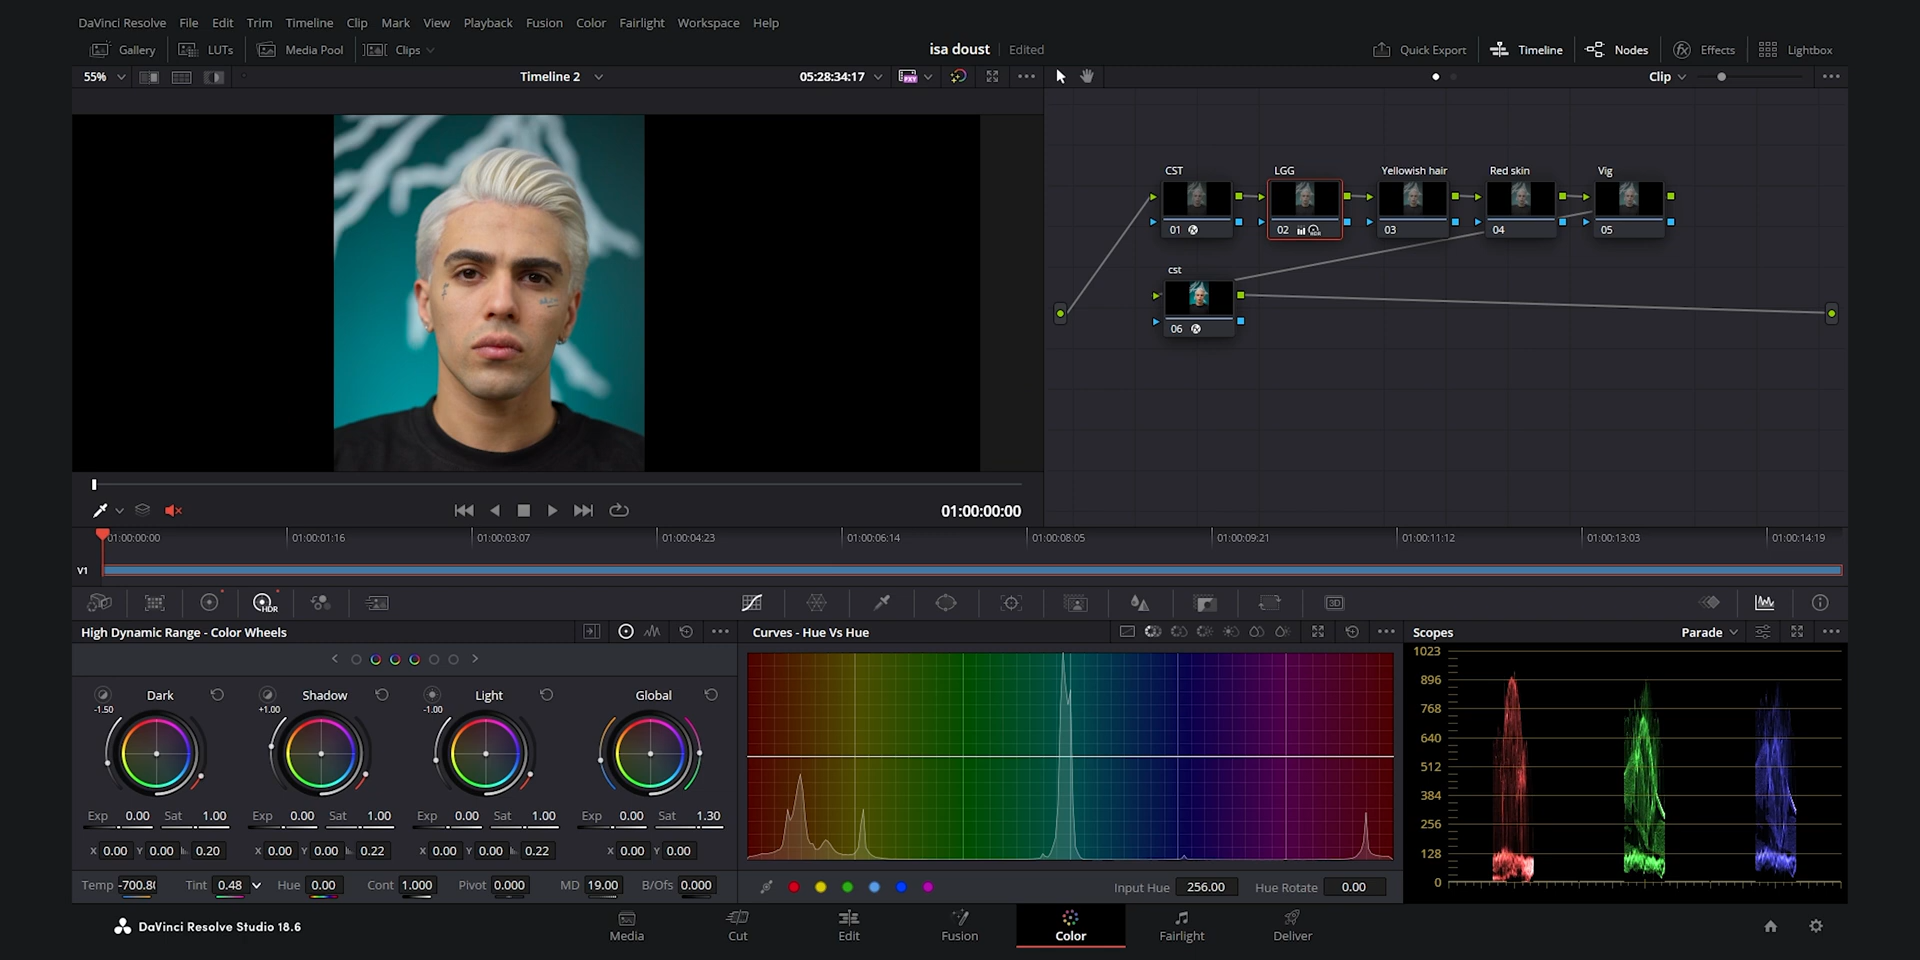 DaVinci Resolve File Edit Trim Timeline Clip Mark View Playback Fusion Color Fairlight Workspace Help
Gallery LUTs Media Pool Clips isa doust Edited Quick Export Timeline Nodes Effects Lightbox
55% Timeline 2 05:28:34:17 Clip
CST LGG Yellowish hair Red skin Vig
01 02 03 04 05
cst
06
01:00:00:00
01:00:00:00 01:00:01:16 01:00:03:07 01:00:04:23 01:00:06:14 01:00:08:05 01:00:09:21 01:00:11:12 01:00:13:03 01:00:14:19
V1
HDR 3D
High Dynamic Range - Color Wheels
Dark Shadow Light Global
-1.50 +1.00 -1.00
Exp 0.00 Sat 1.00 Exp 0.00 Sat 1.00 Exp 0.00 Sat 1.00 Exp 0.00 Sat 1.30
X 0.00 Y 0.00 0.20 X 0.00 Y 0.00 0.22 X 0.00 Y 0.00 0.22 X 0.00 Y 0.00
Temp Tint 0.48 Hue 0.00 Cont 1.000 Pivot 0.000 MD 19.00 B/Ofs 0.000
Curves - Hue Vs Hue
Input Hue 256.00 Hue Rotate 0.00
Scopes Parade
1023
896
768
640
512
384
256
128
0
DaVinci Resolve Studio 18.6
Media Cut Edit Fusion Color Fairlight Deliver